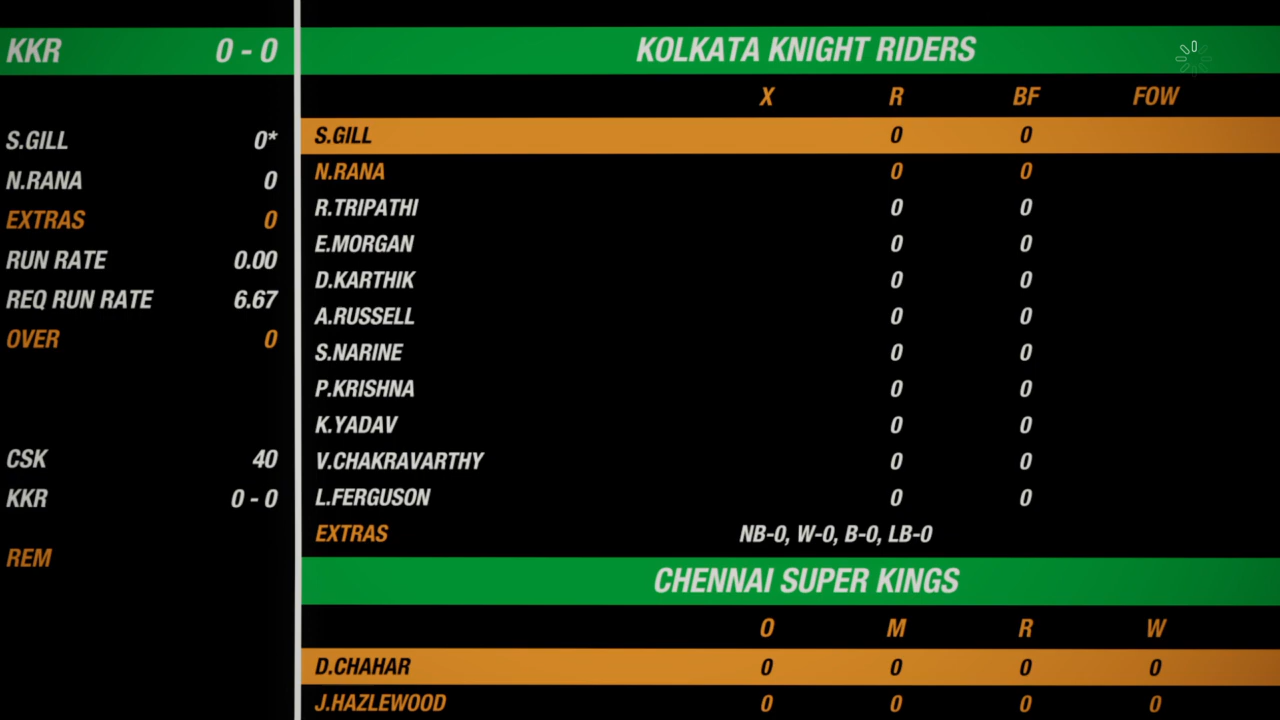 KKR 0 - 0
S.GILL 0*
N.RANA 0
EXTRAS 0
RUN RATE 0.00
REQ RUN RATE 6.67
OVER 0
CSK 40
KKR 0 - 0
REM
KOLKATA KNIGHT RIDERS
X R BF FOW
S.GILL 0 0
N.RANA 0 0
R.TRIPATHI 0 0
E.MORGAN 0 0
D.KARTHIK 0 0
A.RUSSELL 0 0
S.NARINE 0 0
P.KRISHNA 0 0
K.YADAV 0 0
V.CHAKRAVARTHY 0 0
L.FERGUSON 0 0
EXTRAS NB-0, W-0, B-0, LB-0
CHENNAI SUPER KINGS
O M R W
D.CHAHAR 0 0 0 0
J.HAZLEWOOD 0 0 0 0